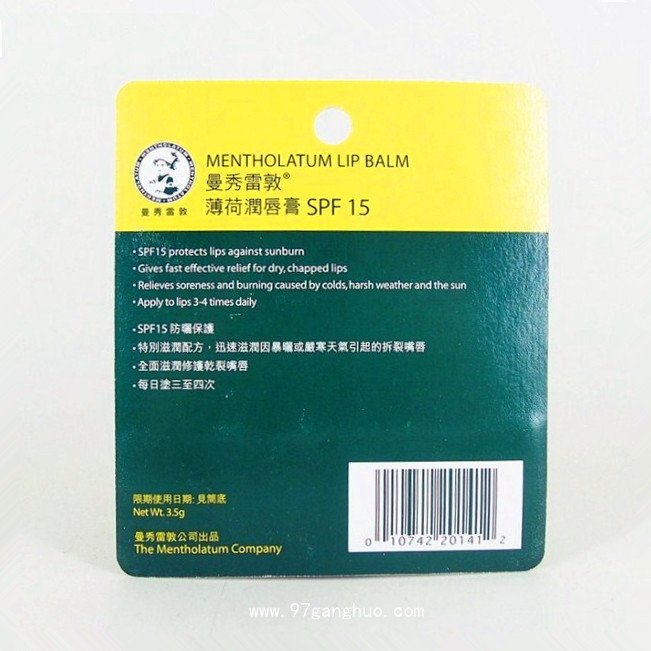 MENTHOLATUM
曼秀雷敦
MENTHOLATUM LIP BALM
曼秀雷敦®
薄荷潤唇膏 SPF 15
• SPF15 protects lips against sunburn
• Gives fast effective relief for dry, chapped lips
• Relieves soreness and burning caused by colds, harsh weather and the sun
• Apply to lips 3-4 times daily
• SPF15 防曬保護
• 特別滋潤配方，迅速滋潤因暴曬或嚴寒天氣引起的拆裂嘴唇
• 全面滋潤修護乾裂嘴唇
• 每日塗三至四次
限期使用日期: 見筒底
Net Wt. 3.5g
曼秀雷敦公司出品
The Mentholatum Company
0 10742 20141 2
www.97ganghuo.com